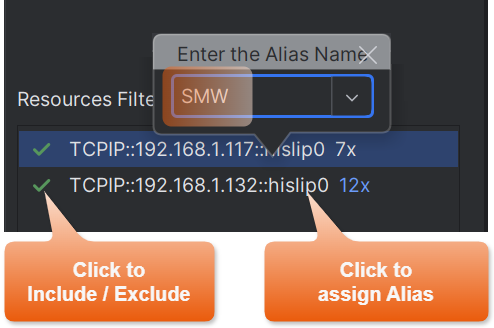 Enter the Alias Name
SMW
Resources Filte
TCPIP::192.168.1.117::hislip0 7x
TCPIP::192.168.1.132::hislip0 12x
Click to
Include / Exclude
Click to
assign Alias